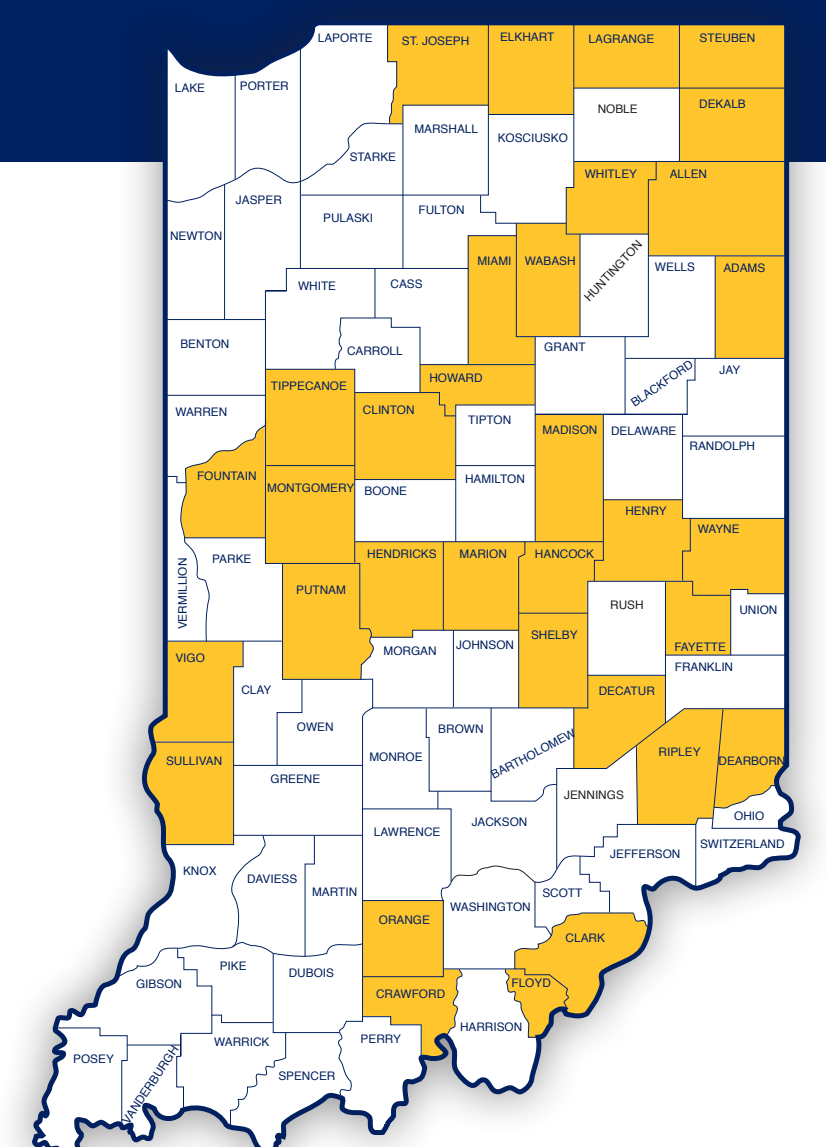 LAPORTE
ST. JOSEPH
ELKHART
LAGRANGE
STEUBEN
LAKE
PORTER
NOBLE
DEKALB
MARSHALL
KOSCIUSKO
STARKE
WHITLEY
ALLEN
JASPER
PULASKI
FULTON
NEWTON
MIAMI
WABASH
HUNTINGTON
WELLS
ADAMS
WHITE
CASS
BENTON
CARROLL
GRANT
HOWARD
BLACKFORD
JAY
TIPPECANOE
CLINTON
WARREN
TIPTON
MADISON
DELAWARE
RANDOLPH
FOUNTAIN
MONTGOMERY
BOONE
HAMILTON
HENRY
WAYNE
VERMILLION
PARKE
HENDRICKS
MARION
HANCOCK
PUTNAM
RUSH
UNION
SHELBY
FAYETTE
MORGAN
JOHNSON
VIGO
FRANKLIN
CLAY
DECATUR
OWEN
BROWN
BARTHOLOMEW
MONROE
RIPLEY
DEARBORN
SULLIVAN
GREENE
JENNINGS
OHIO
JACKSON
LAWRENCE
SWITZERLAND
JEFFERSON
KNOX
DAVIESS
MARTIN
SCOTT
WASHINGTON
ORANGE
CLARK
PIKE
DUBOIS
GIBSON
FLOYD
CRAWFORD
HARRISON
WARRICK
PERRY
POSEY
VANDERBURGH
SPENCER